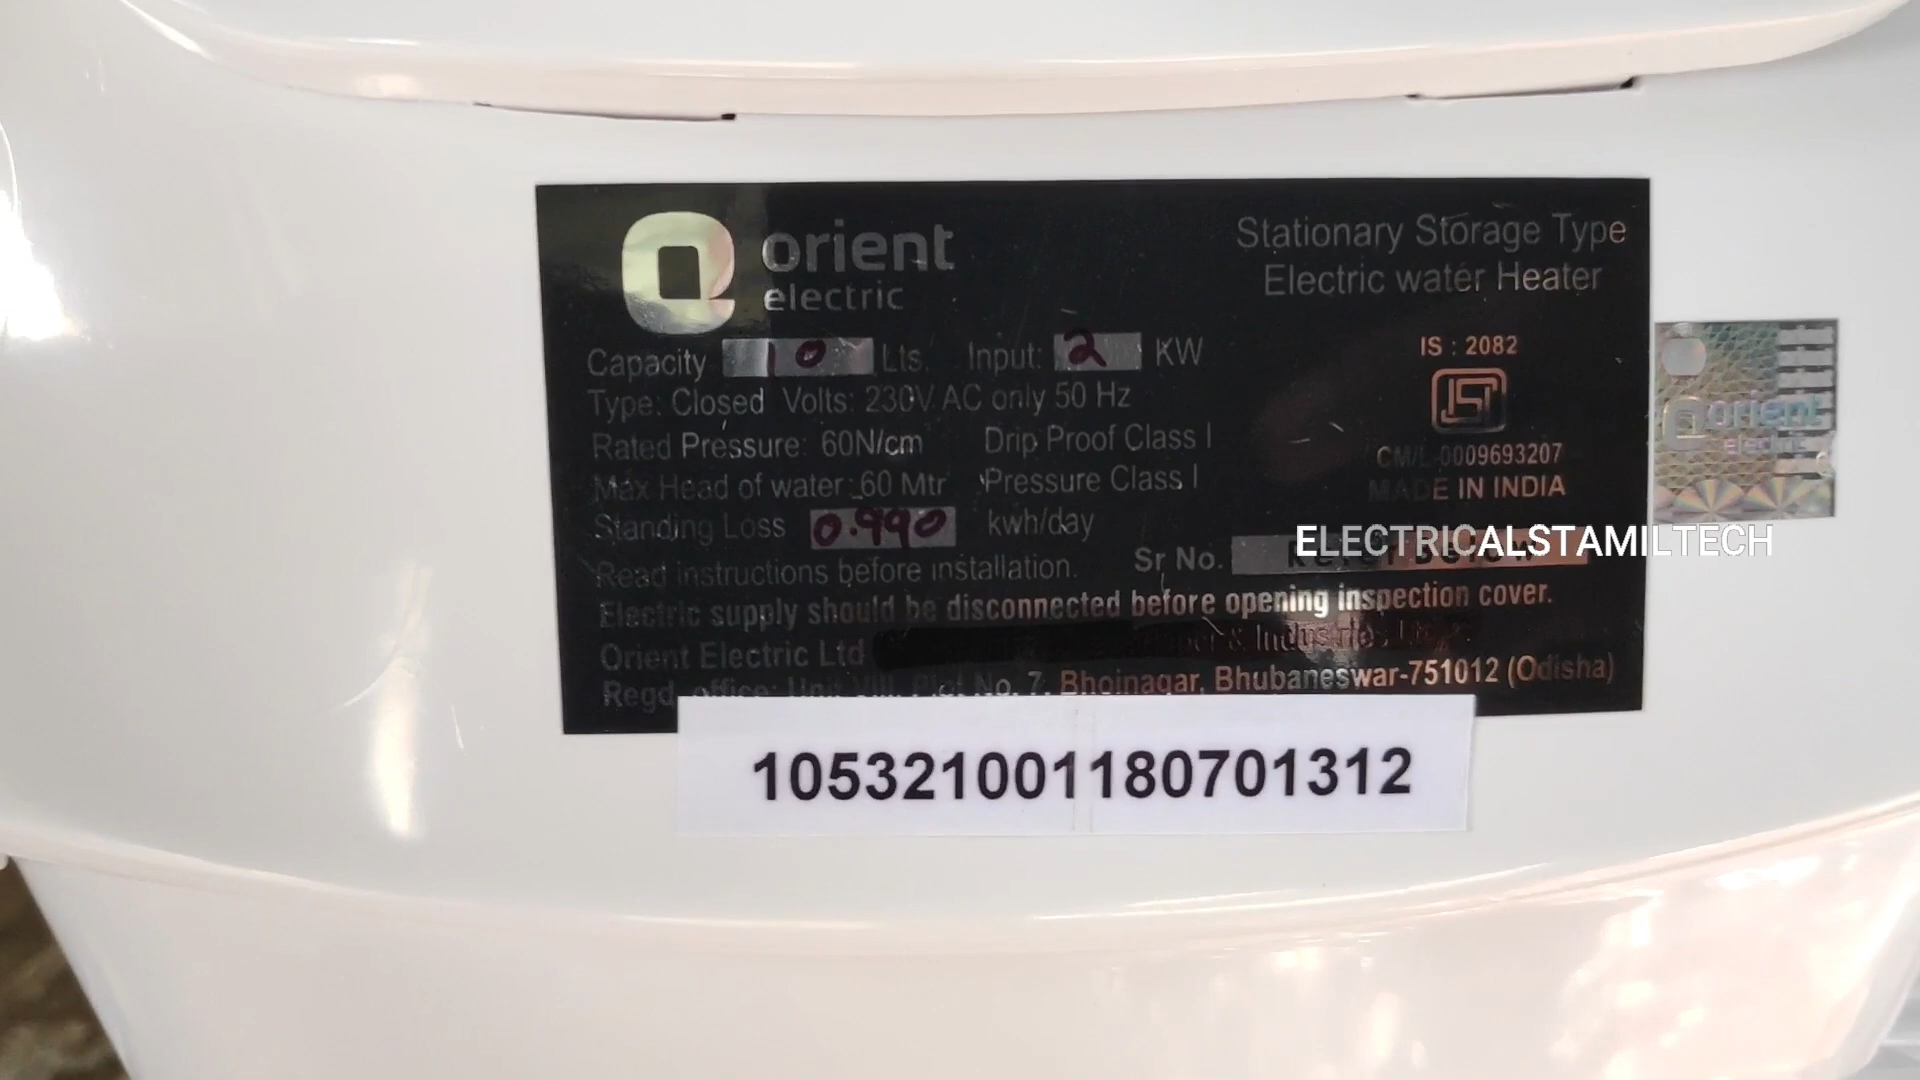 orient
electric
Stationary Storage Type
Electric water Heater
Capacity 10 Lts. Input: 2 KW
Type: Closed Volts: 230V AC only 50 Hz
Rated Pressure: 60N/cm Drip Proof Class I
Max Head of water: 60 Mtr Pressure Class I
Standing Loss 0.990 kwh/day
IS : 2082
ISI
CM/L-0009693207
MADE IN INDIA
orient
electric
ELECTRICALSTAMILTECH
Read instructions before installation. Sr No.
Electric supply should be disconnected before opening inspection cover.
Orient Electric Ltd & Industries
Regd. office: Unit VIII, Plot No. 7, Bhoinagar, Bhubaneswar-751012 (Odisha)
105321001180701312